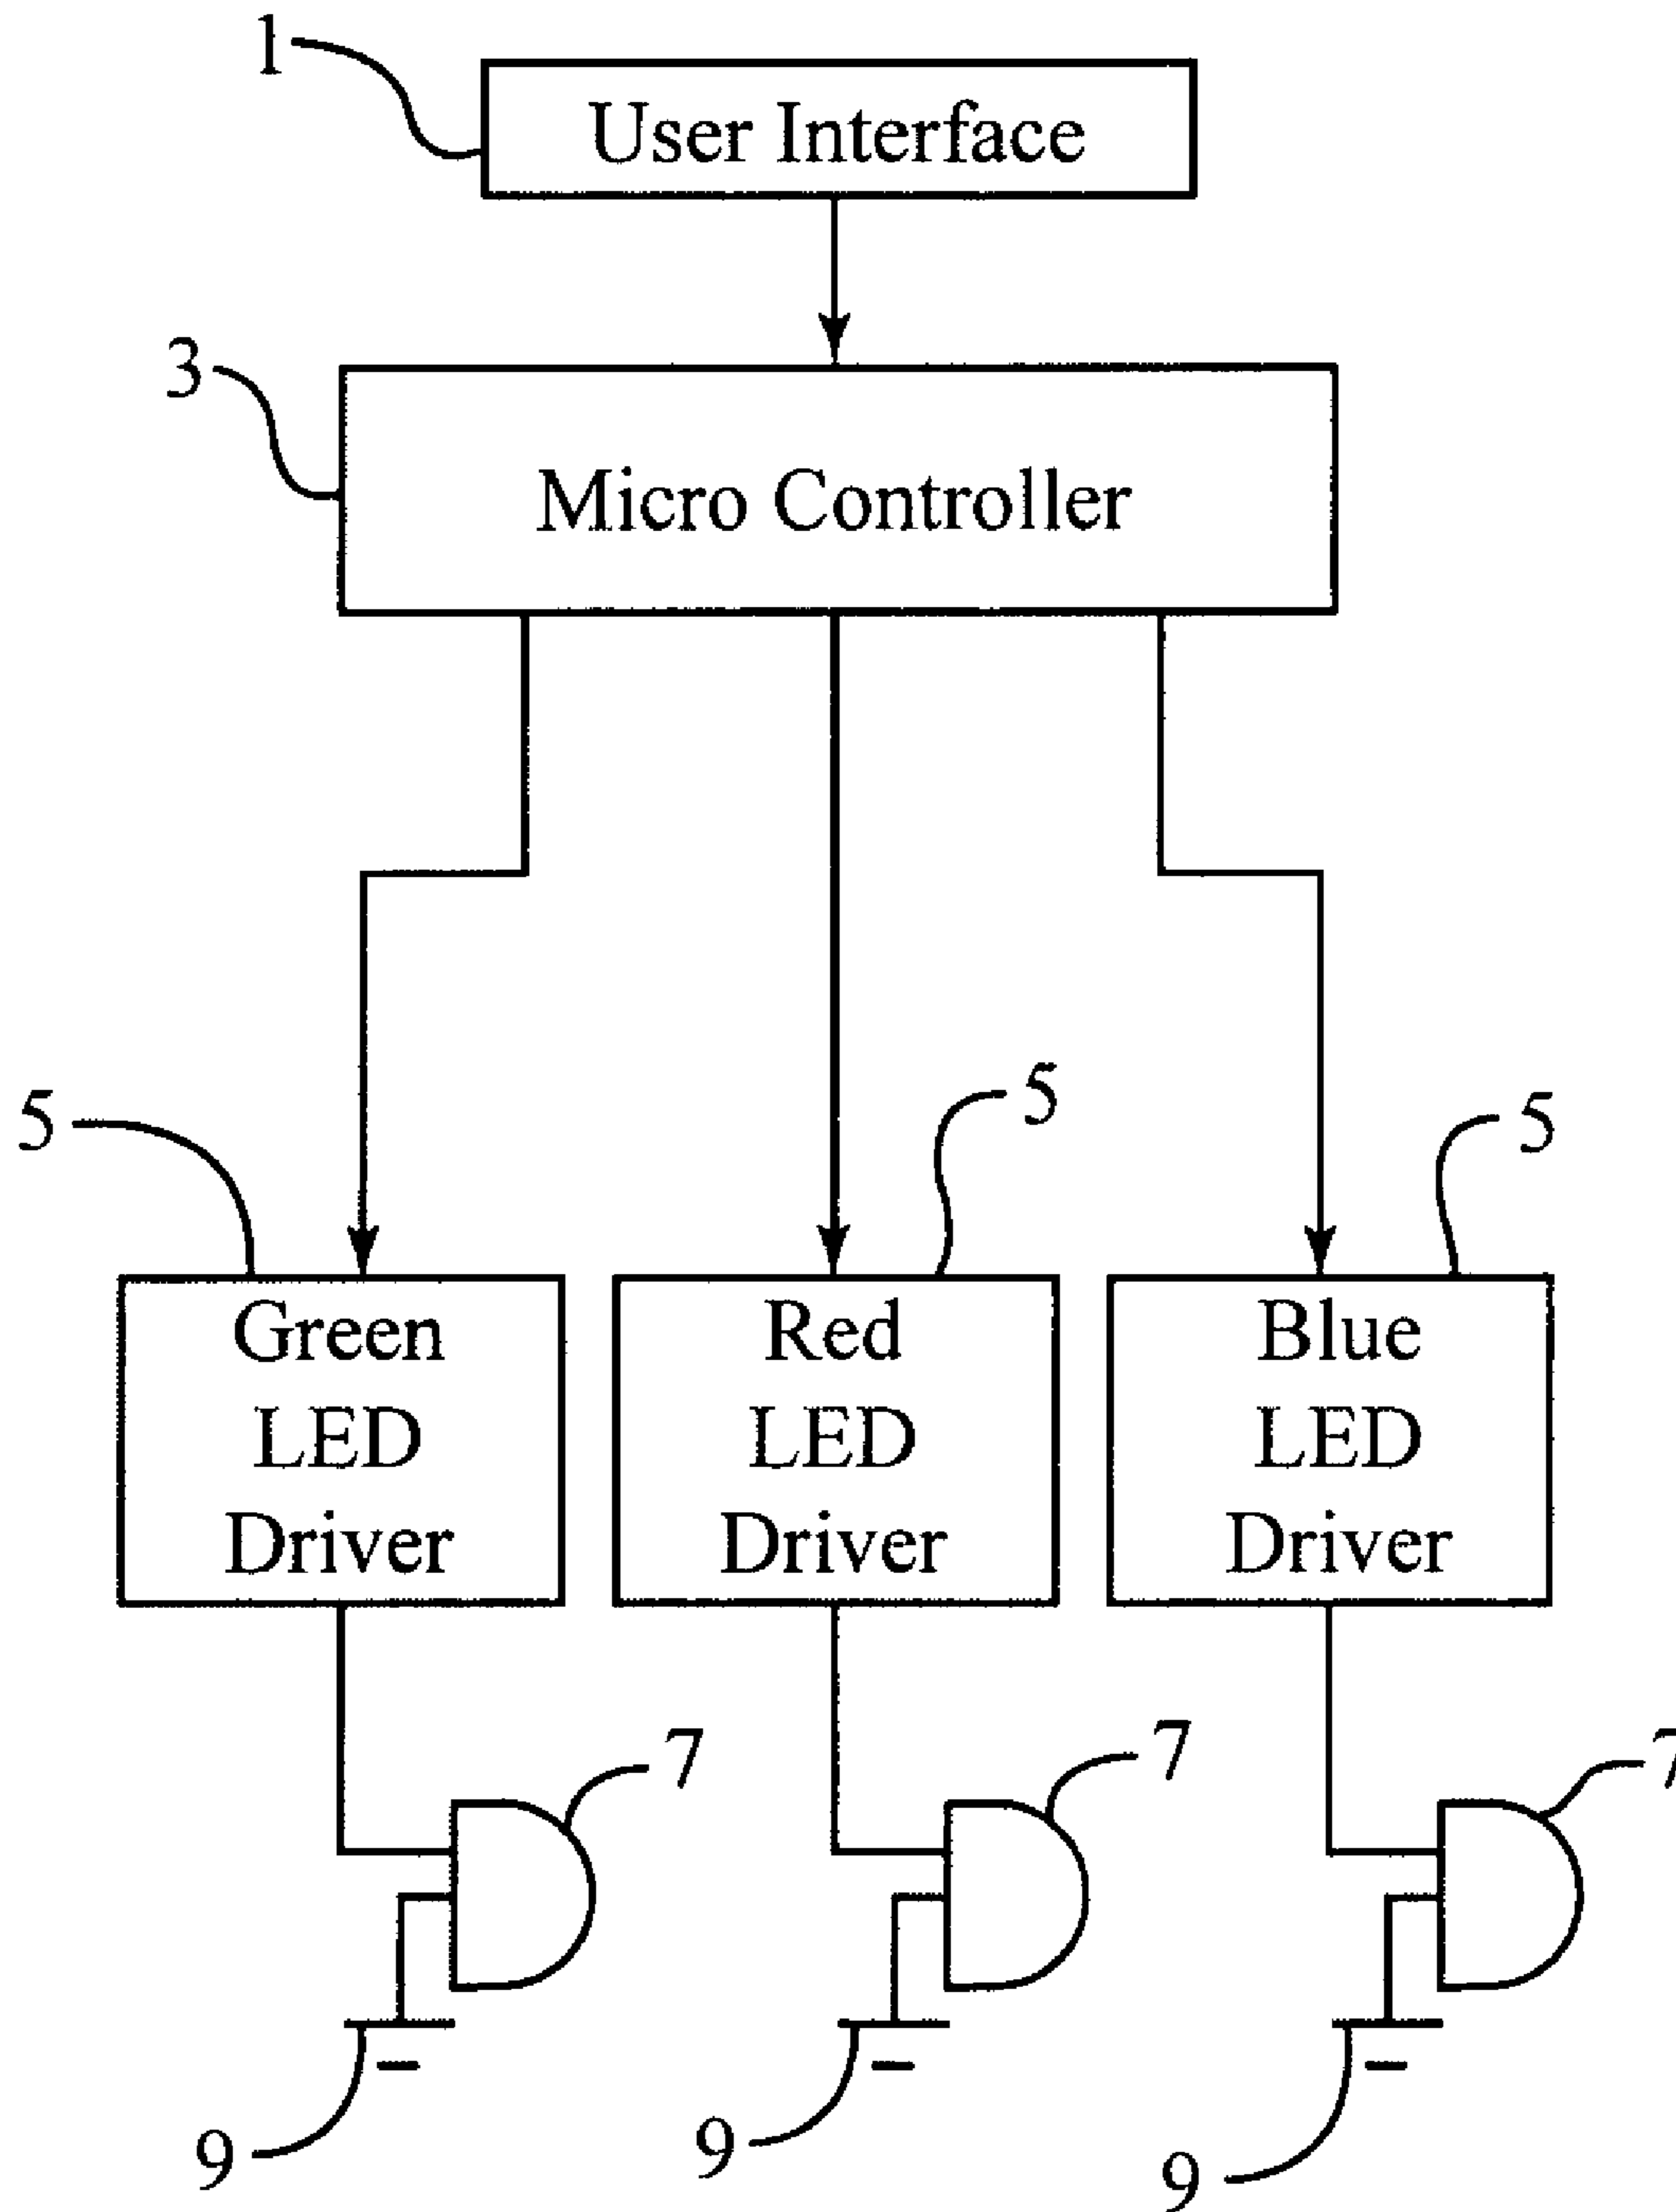 1
User Interface
3
Micro Controller
5
5
5
Green
LED
Driver
Red
LED
Driver
Blue
LED
Driver
7
7
7
9
9
9